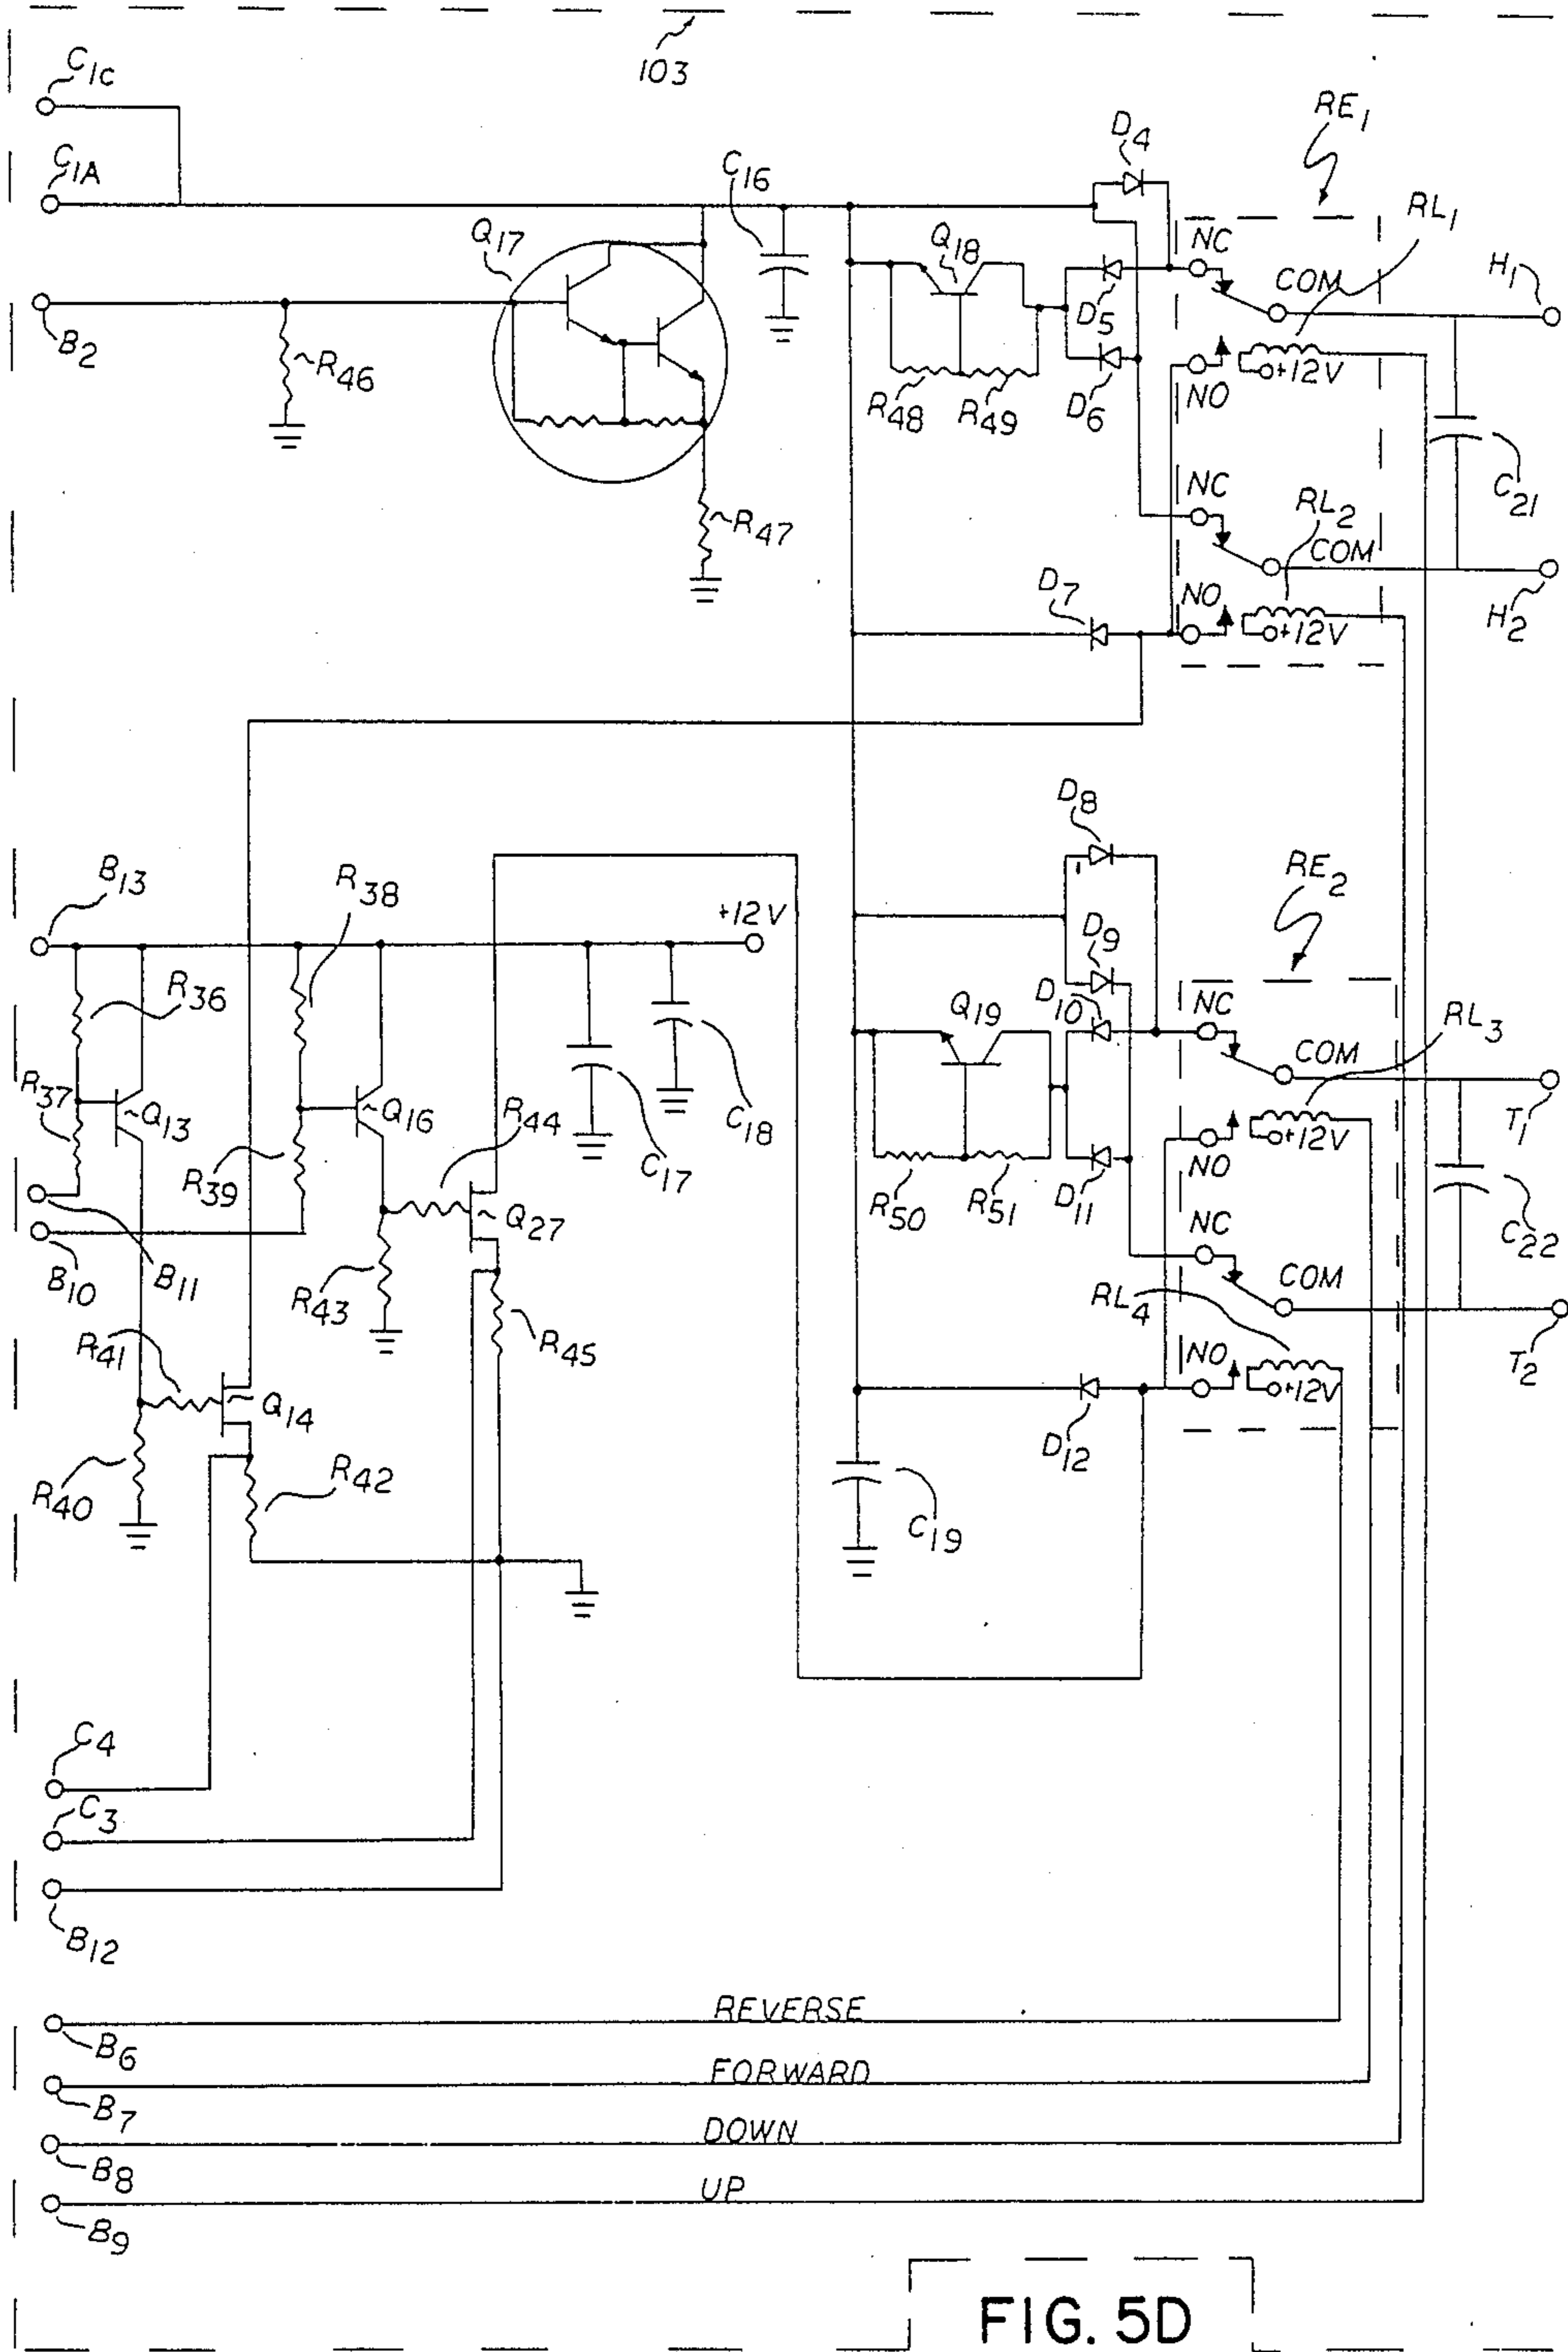 103
C1C
C1A
B2
R46
Q17
C16
R47
Q18
R48
R49
D4
D5
D6
D7
RE1
RL1
NC
COM
+12V
NO
H1
C21
NC
RL2
COM
NO
+12V
H2
B13
R36
R38
+12V
R37
Q13
R39
Q16
R44
C17
C18
Q27
B10
B11
R43
R45
R41
Q14
R40
R42
D8
D9
D10
Q19
R50
R51
D11
D12
C19
RE2
NC
RL3
COM
+12V
NO
T1
C22
NC
COM
RL4
NO
+12V
T2
C4
C3
B12
REVERSE
B6
FORWARD
B7
DOWN
B8
UP
B9
FIG. 5D